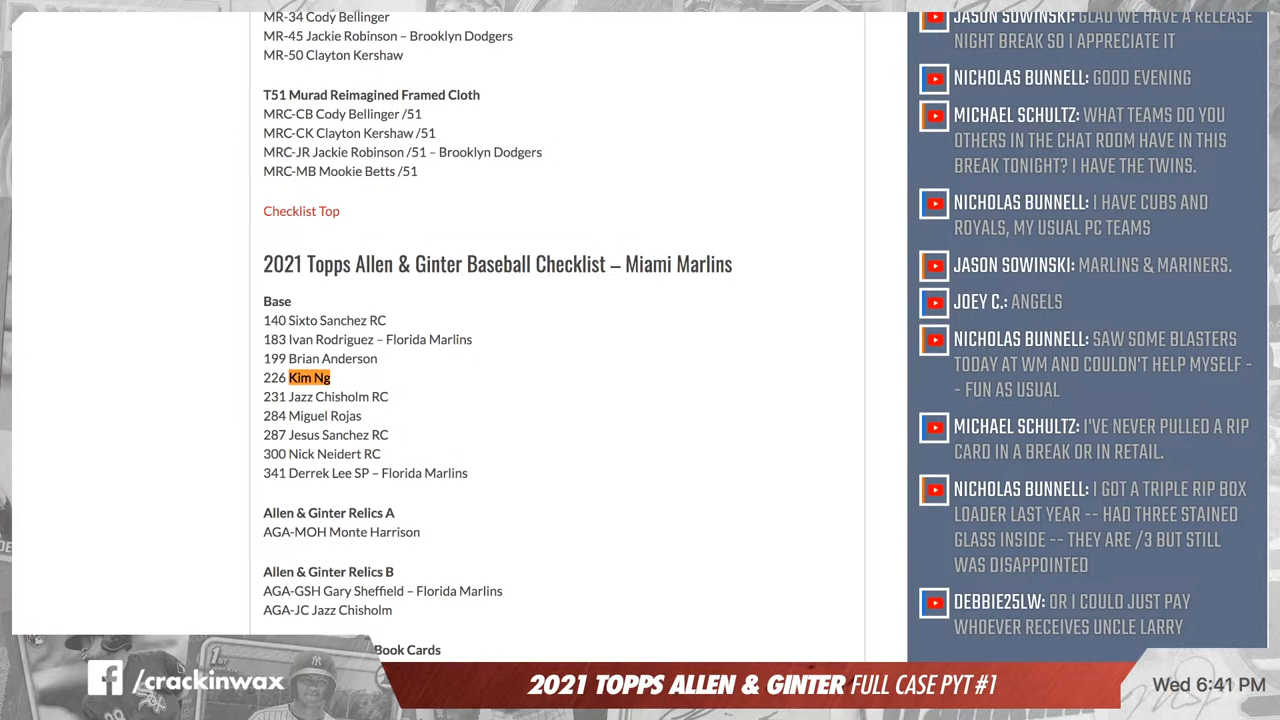 MR-34 Cody Bellinger
MR-45 Jackie Robinson – Brooklyn Dodgers
MR-50 Clayton Kershaw
T51 Murad Reimagined Framed Cloth
MRC-CB Cody Bellinger /51
MRC-CK Clayton Kershaw /51
MRC-JR Jackie Robinson /51 – Brooklyn Dodgers
MRC-MB Mookie Betts /51
Checklist Top
2021 Topps Allen & Ginter Baseball Checklist – Miami Marlins
Base
140 Sixto Sanchez RC
183 Ivan Rodriguez – Florida Marlins
199 Brian Anderson
226 Kim Ng
231 Jazz Chisholm RC
284 Miguel Rojas
287 Jesus Sanchez RC
300 Nick Neidert RC
341 Derrek Lee SP – Florida Marlins
Allen & Ginter Relics A
AGA-MOH Monte Harrison
Allen & Ginter Relics B
AGA-GSH Gary Sheffield – Florida Marlins
AGA-JC Jazz Chisholm
Book Cards
JASON SOWINSKI: GLAD WE HAVE A RELEASE
NIGHT BREAK SO I APPRECIATE IT
NICHOLAS BUNNELL: GOOD EVENING
MICHAEL SCHULTZ: WHAT TEAMS DO YOU
OTHERS IN THE CHAT ROOM HAVE IN THIS
BREAK TONIGHT? I HAVE THE TWINS.
NICHOLAS BUNNELL: I HAVE CUBS AND
ROYALS, MY USUAL PC TEAMS
JASON SOWINSKI: MARLINS & MARINERS.
JOEY C.: ANGELS
NICHOLAS BUNNELL: SAW SOME BLASTERS
TODAY AT WM AND COULDN'T HELP MYSELF -
- FUN AS USUAL
MICHAEL SCHULTZ: I'VE NEVER PULLED A RIP
CARD IN A BREAK OR IN RETAIL.
NICHOLAS BUNNELL: I GOT A TRIPLE RIP BOX
LOADER LAST YEAR -- HAD THREE STAINED
GLASS INSIDE -- THEY ARE /3 BUT STILL
WAS DISAPPOINTED
DEBBIE25LW: OR I COULD JUST PAY
WHOEVER RECEIVES UNCLE LARRY
/crackinwax
2021 TOPPS ALLEN & GINTER FULL CASE PYT #1
Wed 6:41 PM